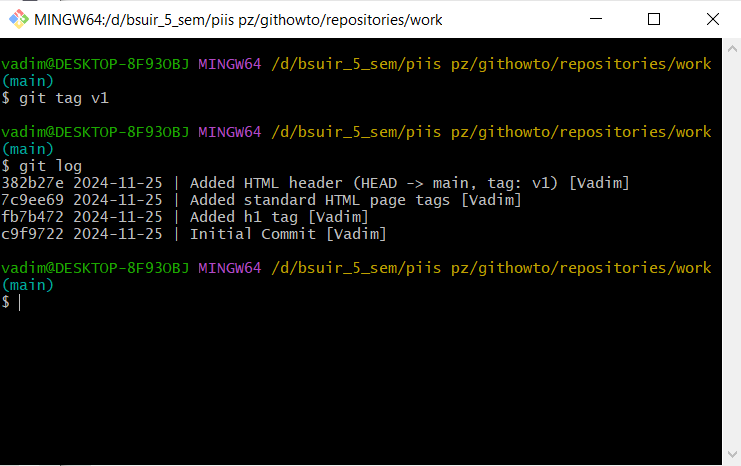 MINGW64:/d/bsuir_5_sem/piis pz/githowto/repositories/work
vadim@DESKTOP-8F93OBJ MINGW64 /d/bsuir_5_sem/piis pz/githowto/repositories/work
(main)
$ git tag v1
vadim@DESKTOP-8F93OBJ MINGW64 /d/bsuir_5_sem/piis pz/githowto/repositories/work
(main)
$ git log
382b27e 2024-11-25 | Added HTML header (HEAD -> main, tag: v1) [Vadim]
7c9ee69 2024-11-25 | Added standard HTML page tags [Vadim]
fb7b472 2024-11-25 | Added h1 tag [Vadim]
c9f9722 2024-11-25 | Initial Commit [Vadim]
vadim@DESKTOP-8F93OBJ MINGW64 /d/bsuir_5_sem/piis pz/githowto/repositories/work
(main)
$